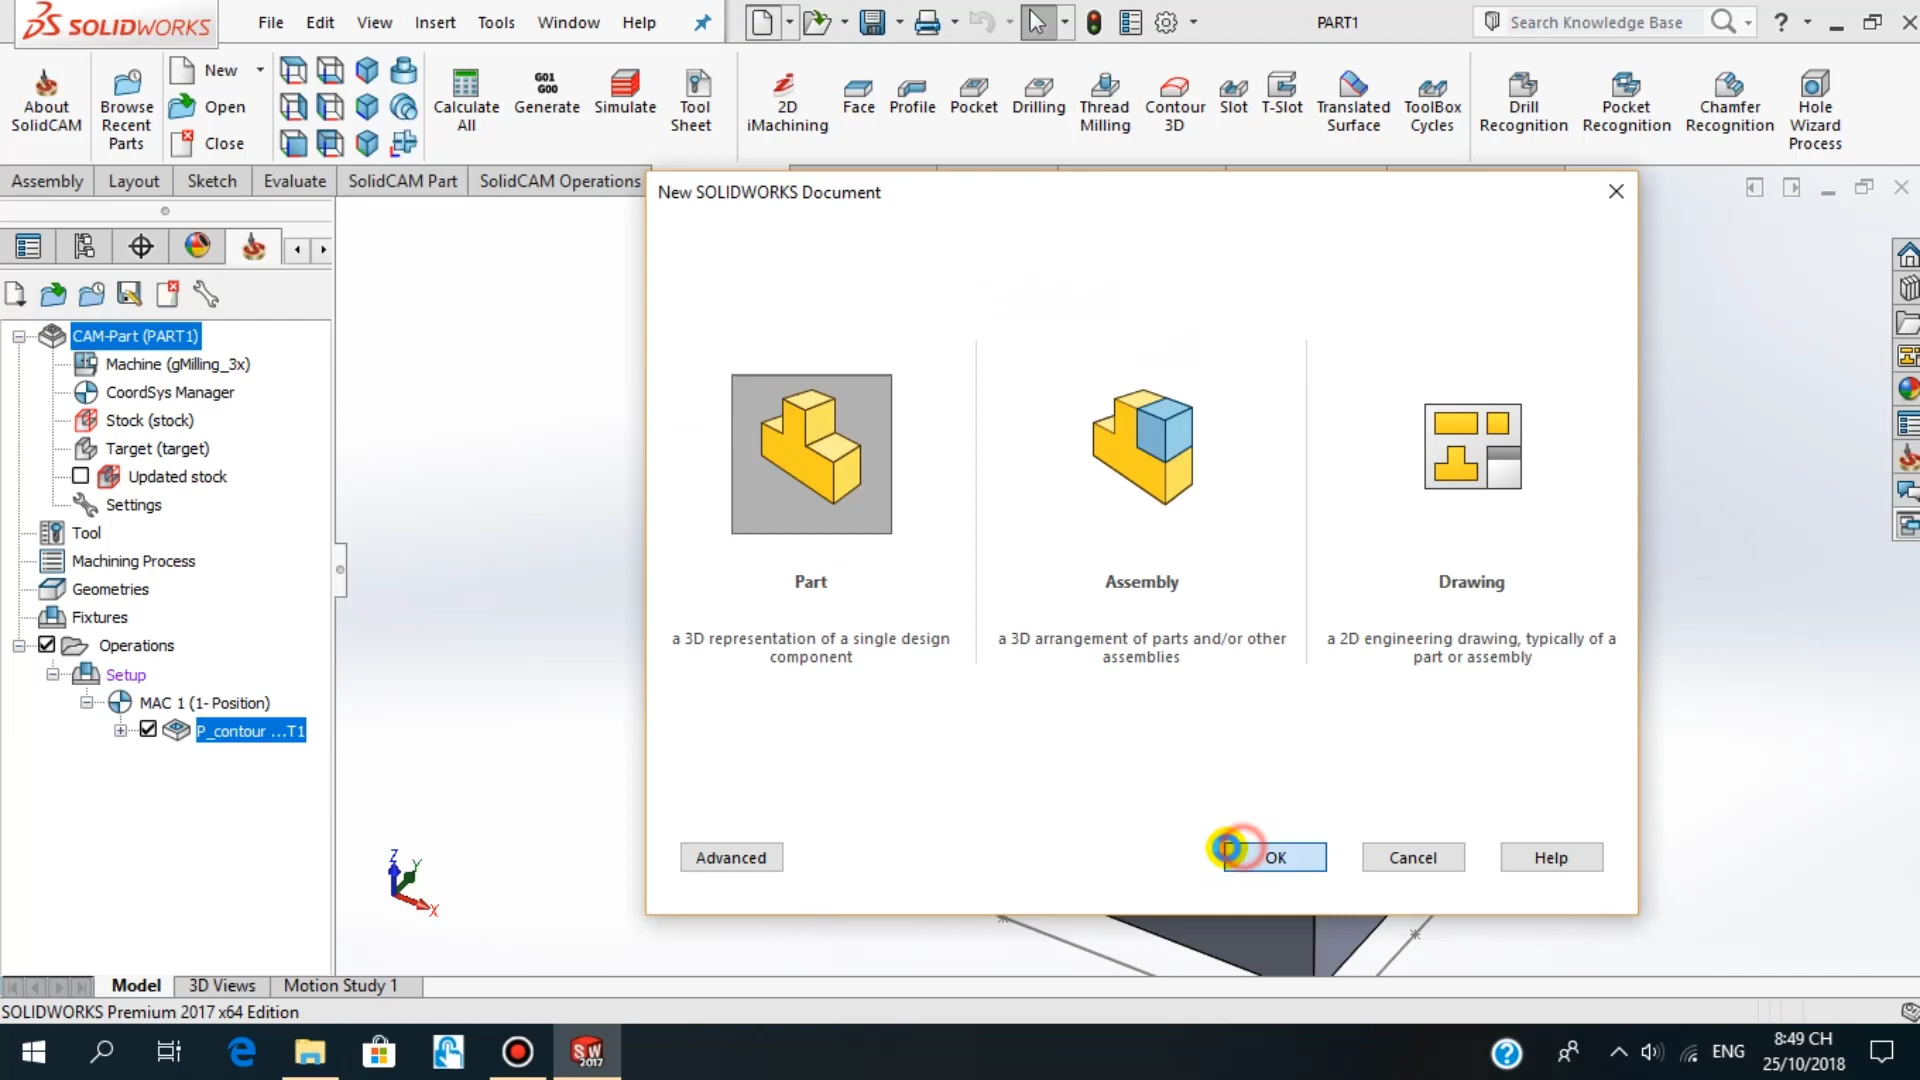 SOLIDWORKS
File Edit View Insert Tools Window Help
PART1
Search Knowledge Base
?
About SolidCAM
Browse Recent Parts
New
Open
Close
Calculate All
G01 G00
Generate
Simulate
Tool Sheet
2D iMachining
Face
Profile
Pocket
Drilling
Thread Milling
Contour 3D
Slot
T-Slot
Translated Surface
ToolBox Cycles
Drill Recognition
Pocket Recognition
Chamfer Recognition
Hole Wizard Process
Assembly Layout Sketch Evaluate SolidCAM Part SolidCAM Operations
CAM-Part (PART1)
Machine (gMilling_3x)
CoordSys Manager
Stock (stock)
Target (target)
Updated stock
Settings
Tool
Machining Process
Geometries
Fixtures
Operations
Setup
MAC 1 (1- Position)
P_contour ...T1
New SOLIDWORKS Document
Part
a 3D representation of a single design
component
Assembly
a 3D arrangement of parts and/or other
assemblies
Drawing
a 2D engineering drawing, typically of a
part or assembly
Advanced
OK
Cancel
Help
Z
Y
X
Model 3D Views Motion Study 1
SOLIDWORKS Premium 2017 x64 Edition
SW
2017
?
ENG
8:49 CH
25/10/2018